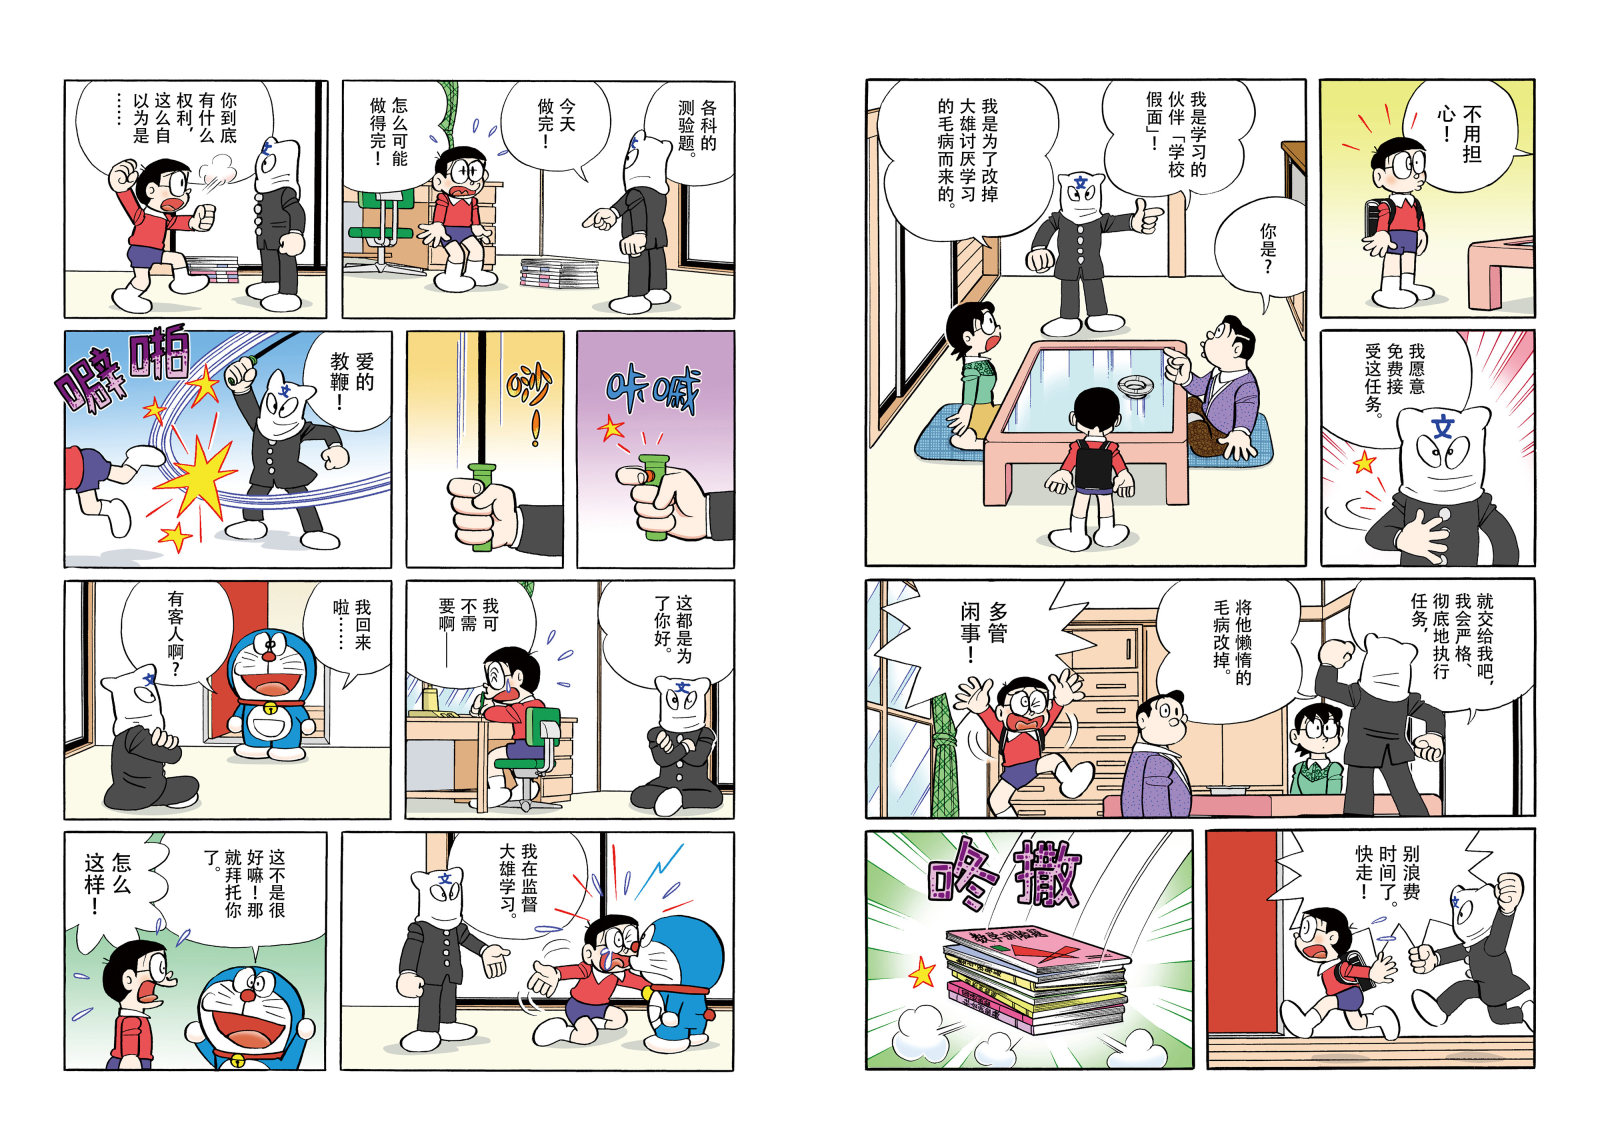 不用担
心！
我愿意
免费接
受这任务。
你是？
我是学习的
伙伴「学校
假面」！
我是为了改掉
大雄讨厌学习
的毛病而来的。
就交给我吧，
我会严格、
彻底地执行
任务，
将他懒惰的
毛病改掉。
多管
闲事！
别浪费
时间了。
快走！
撒
咚
数学测验题
各科的
测验题。
今天
做完！
怎么可能
做得完！
你到底
有什么
权利，
这么自
以为是
……
咔嘁
唦！
爱的
教鞭！
啪
噼
这都是为
了你好。
我可
不需
要啊——
我回来
啦……
有客人啊？
我在监督
大雄学习。
这不是很
好嘛！那
就拜托你
了。
怎么
这样！